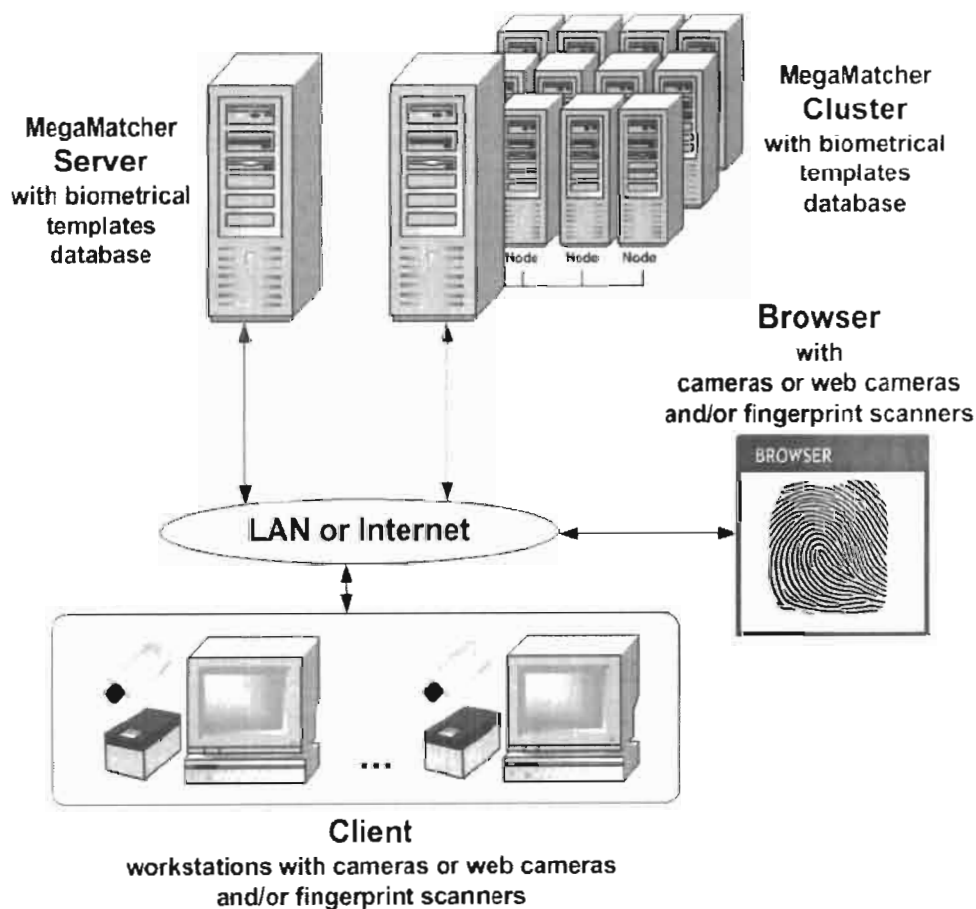 MegaMatcher
Server
with biometrical
templates
database
MegaMatcher
Cluster
with biometrical
templates
database
Node Node Node
Browser
with
cameras or web cameras
and/or fingerprint scanners
BROWSER
LAN or Internet
...
Client
workstations with cameras or web cameras
and/or fingerprint scanners